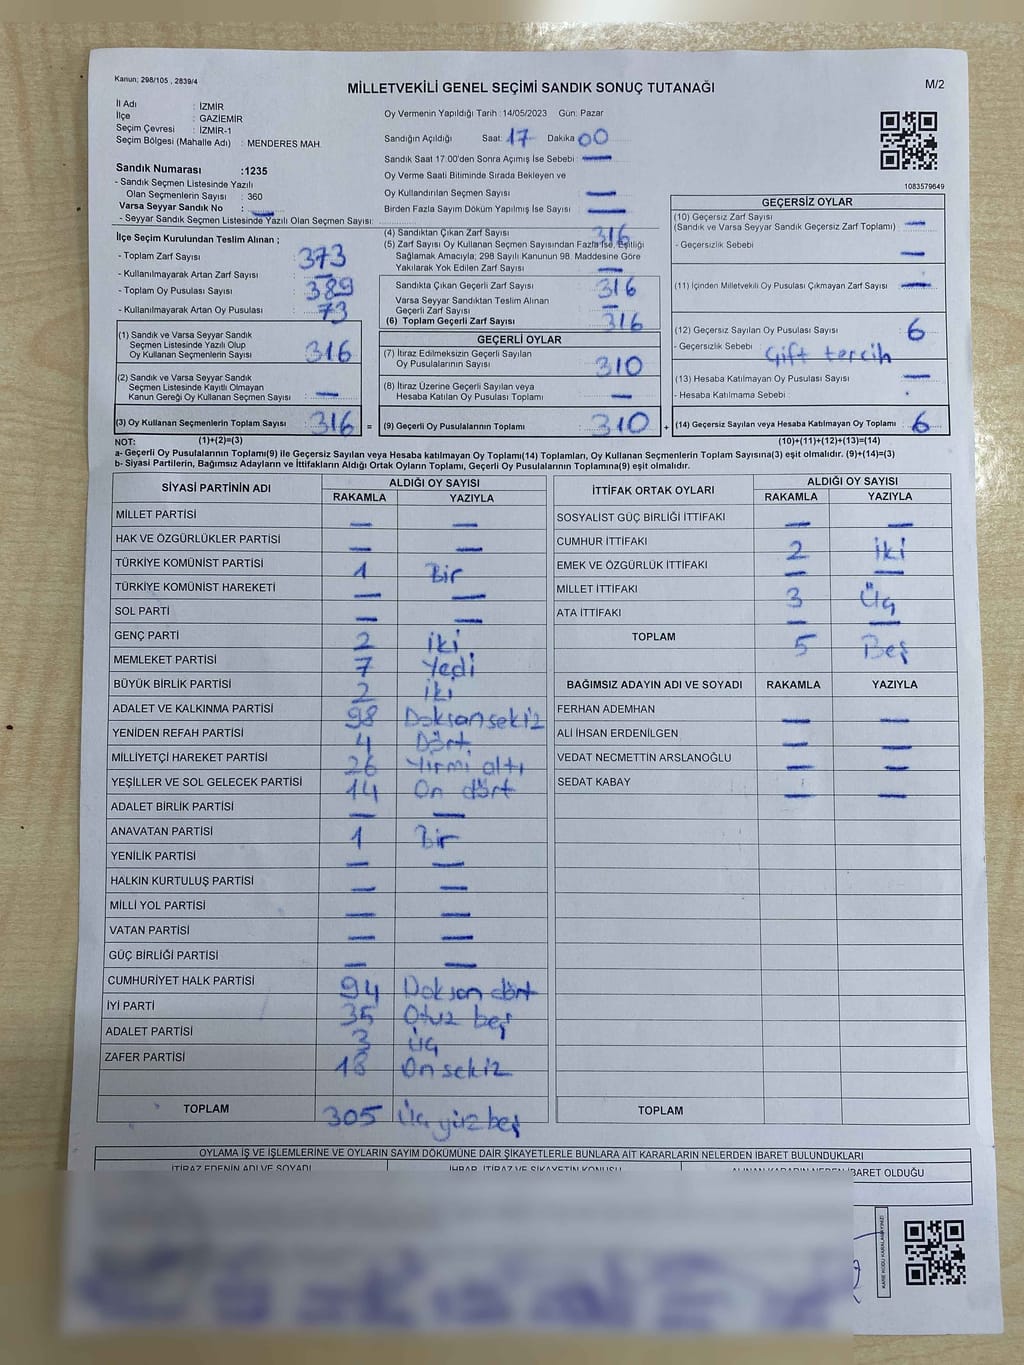 Kanun; 298/105 , 2839/4
MİLLETVEKİLİ GENEL SEÇİMİ SANDIK SONUÇ TUTANAĞI
M/2
İl Adı : İZMİR
İlçe : GAZİEMİR
Seçim Çevresi : İZMİR-1
Seçim Bölgesi (Mahalle Adı) : MENDERES MAH.
Oy Vermenin Yapıldığı Tarih : 14/05/2023 Gün: Pazar
Sandığın Açıldığı Saat: 17 Dakika 00
Sandık Saat 17:00'den Sonra Açımış İse Sebebi : —
Oy Verme Saati Bitiminde Sırada Bekleyen ve
Oy Kullandırılan Seçmen Sayısı : —
Birden Fazla Sayım Döküm Yapılmış İse Sayısı : —
1083579649
Sandık Numarası :1235
- Sandık Seçmen Listesinde Yazılı
Olan Seçmenlerin Sayısı : 360
Varsa Seyyar Sandık No : —
- Seyyar Sandık Seçmen Listesinde Yazılı Olan Seçmen Sayısı:
İlçe Seçim Kurulundan Teslim Alınan ;
- Toplam Zarf Sayısı : 373
- Kullanılmayarak Artan Zarf Sayısı : —
- Toplam Oy Pusulası Sayısı : 389
- Kullanılmayarak Artan Oy Pusulası : 73
(1) Sandık ve Varsa Seyyar Sandık
Seçmen Listesinde Yazılı Olup
Oy Kullanan Seçmenlerin Sayısı : 316
(2) Sandık ve Varsa Seyyar Sandık
Seçmen Listesinde Kayıtlı Olmayan
Kanun Gereği Oy Kullanan Seçmen Sayısı : —
(3) Oy Kullanan Seçmenlerin Toplam Sayısı : 316 =
(4) Sandıktan Çıkan Zarf Sayısı : 316
(5) Zarf Sayısı Oy Kullanan Seçmen Sayısından Fazla İse, Eşitliği
Sağlamak Amacıyla; 298 Sayılı Kanunun 98. Maddesine Göre
Yakılarak Yok Edilen Zarf Sayısı : —
Sandıkta Çıkan Geçerli Zarf Sayısı : 316
Varsa Seyyar Sandıktan Teslim Alınan
Geçerli Zarf Sayısı : —
(6) Toplam Geçerli Zarf Sayısı : 316
GEÇERLİ OYLAR
(7) İtiraz Edilmeksizin Geçerli Sayılan
Oy Pusulalarının Sayısı : 310
(8) İtiraz Üzerine Geçerli Sayılan veya
Hesaba Katılan Oy Pusulası Toplamı : —
(9) Geçerli Oy Pusulalarının Toplamı : 310 +
GEÇERSİZ OYLAR
(10) Geçersiz Zarf Sayısı
(Sandık ve Varsa Seyyar Sandık Geçersiz Zarf Toplamı) : —
- Geçersizlik Sebebi : —
(11) İçinden Milletvekili Oy Pusulası Çıkmayan Zarf Sayısı : —
(12) Geçersiz Sayılan Oy Pusulası Sayısı : 6
- Geçersizlik Sebebi : Çift tercih
(13) Hesaba Katılmayan Oy Pusulası Sayısı : —
- Hesaba Katılmama Sebebi :
(14) Geçersiz Sayılan veya Hesaba Katılmayan Oy Toplamı : 6
NOT: (1)+(2)=(3) (10)+(11)+(12)+(13)=(14)
a- Geçerli Oy Pusulalarının Toplamı(9) ile Geçersiz Sayılan veya Hesaba katılmayan Oy Toplamı(14) Toplamları, Oy Kullanan Seçmenlerin Toplam Sayısına(3) eşit olmalıdır. (9)+(14)=(3)
b- Siyasi Partilerin, Bağımsız Adayların ve İttifakların Aldığı Ortak Oyların Toplamı, Geçerli Oy Pusulalarının Toplamına(9) eşit olmalıdır.
SİYASİ PARTİNİN ADI ALDIĞI OY SAYISI
RAKAMLA YAZIYLA
MİLLET PARTİSİ — —
HAK VE ÖZGÜRLÜKLER PARTİSİ — —
TÜRKİYE KOMÜNİST PARTİSİ 1 Bir
TÜRKİYE KOMÜNİST HAREKETİ — —
SOL PARTİ — —
GENÇ PARTİ 2 iki
MEMLEKET PARTİSİ 7 Yedi
BÜYÜK BİRLİK PARTİSİ 2 iki
ADALET VE KALKINMA PARTİSİ 98 Doksan sekiz
YENİDEN REFAH PARTİSİ 4 Dört
MİLLİYETÇİ HAREKET PARTİSİ 26 Yirmi altı
YEŞİLLER VE SOL GELECEK PARTİSİ 14 On dört
ADALET BİRLİK PARTİSİ — —
ANAVATAN PARTİSİ 1 Bir
YENİLİK PARTİSİ — —
HALKIN KURTULUŞ PARTİSİ — —
MİLLİ YOL PARTİSİ — —
VATAN PARTİSİ — —
GÜÇ BİRLİĞİ PARTİSİ — —
CUMHURİYET HALK PARTİSİ 94 Doksan dört
İYİ PARTİ 35 Otuz beş
ADALET PARTİSİ 3 üç
ZAFER PARTİSİ 18 On sekiz
TOPLAM 305 Üç yüz beş
İTTİFAK ORTAK OYLARI ALDIĞI OY SAYISI
RAKAMLA YAZIYLA
SOSYALİST GÜÇ BİRLİĞİ İTTİFAKI — —
CUMHUR İTTİFAKI 2 iki
EMEK VE ÖZGÜRLÜK İTTİFAKI — —
MİLLET İTTİFAKI 3 Üç
ATA İTTİFAKI — —
TOPLAM 5 Beş
BAĞIMSIZ ADAYIN ADI VE SOYADI RAKAMLA YAZIYLA
FERHAN ADEMHAN — —
ALİ İHSAN ERDENİLGEN — —
VEDAT NECMETTİN ARSLANOĞLU — —
SEDAT KABAY — —
TOPLAM
OYLAMA İŞ VE İŞLEMLERİNE VE OYLARIN SAYIM DÖKÜMÜNE DAİR ŞİKAYETLERLE BUNLARA AİT KARARLARIN NELERDEN İBARET BULUNDUKLARI
İTİRAZ EDENİN ADI VE SOYADI İHBAR, İTİRAZ VE ŞİKAYETİN KONUSU ALINAN KARARIN NEDEN İBARET OLDUĞU